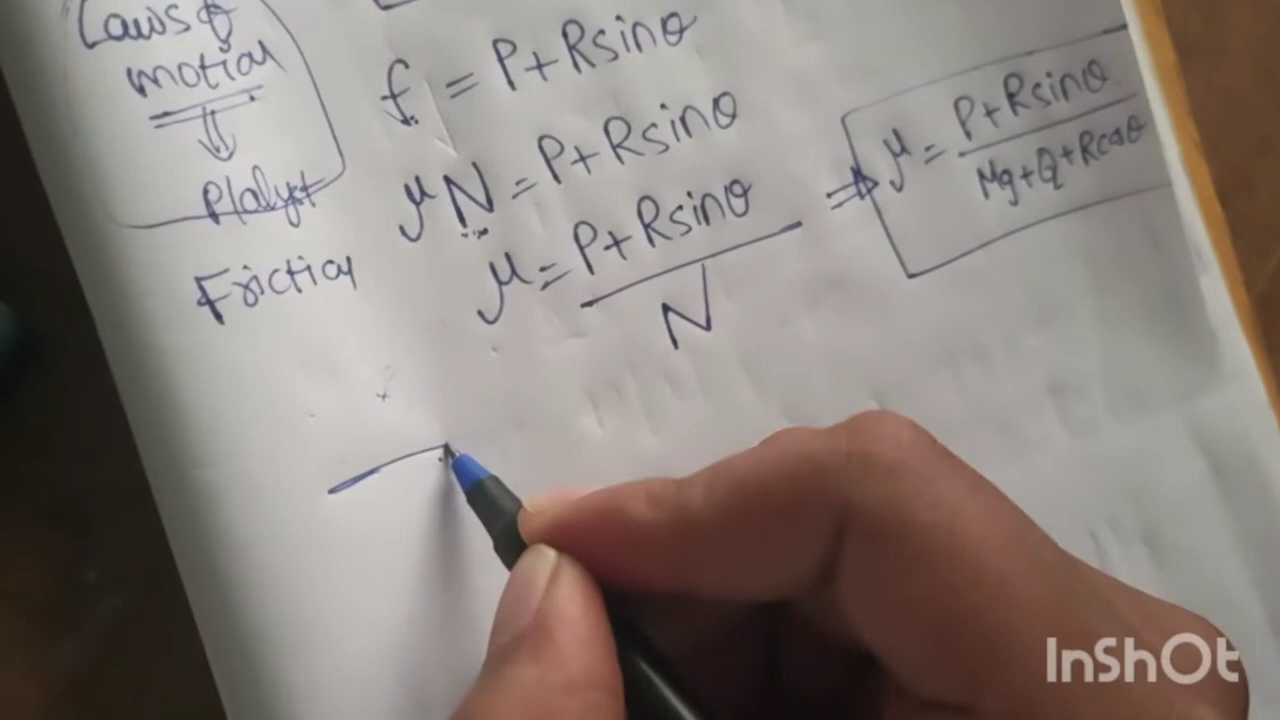 Laws of
motion
⇓
Playlist
Friction
f = P+Rsinθ
μN = P+Rsinθ
μ = P+Rsinθ / N
⇒ μ = P+Rsinθ / Mg+Q+Rcosθ
InShOt